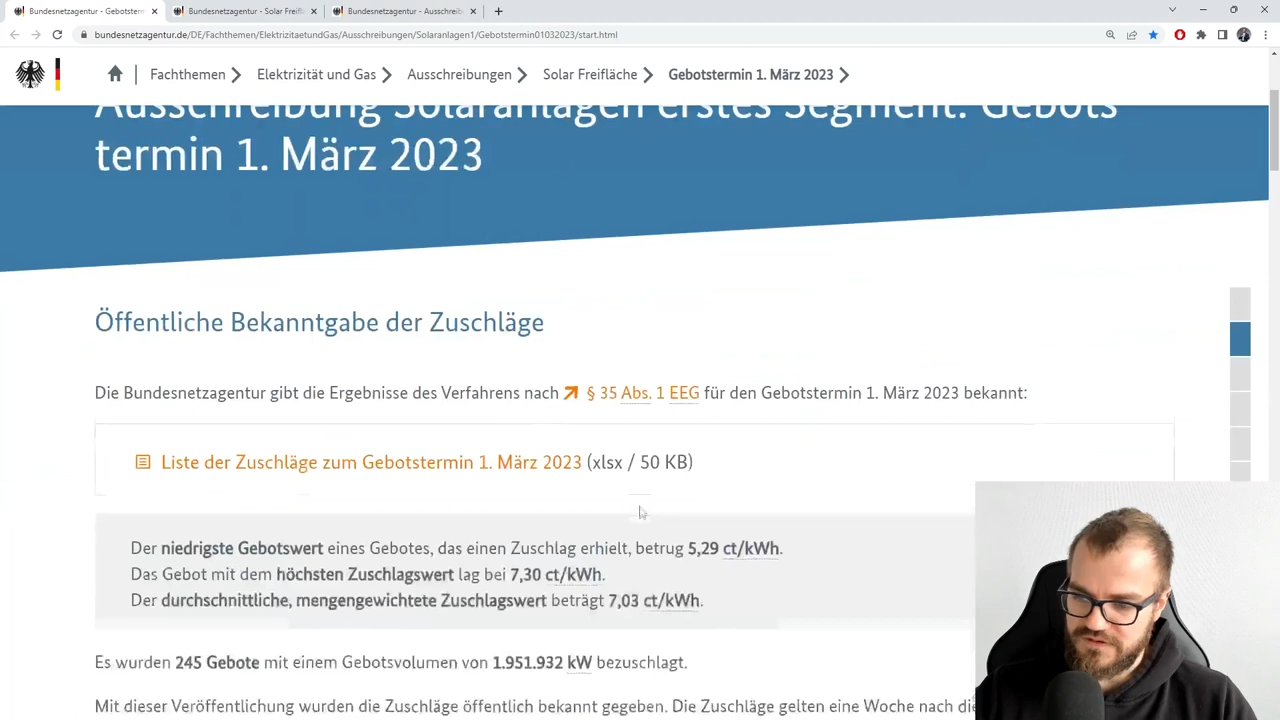 Bundesnetzagentur - Gebotstern
Bundesnetzagentur - Solar Freiflä
Bundesnetzagentur - Ausschreib
bundesnetzagentur.de/DE/Fachthemen/ElektrizitaetundGas/Ausschreibungen/Solaranlagen1/Gebotstermin01032023/start.html
Fachthemen
Elektrizität und Gas
Ausschreibungen
Solar Freifläche
Gebotstermin 1. März 2023
Ausschreibung Solaranlagen erstes Segment: Gebots
termin 1. März 2023
Öffentliche Bekanntgabe der Zuschläge
Die Bundesnetzagentur gibt die Ergebnisse des Verfahrens nach § 35 Abs. 1 EEG für den Gebotstermin 1. März 2023 bekannt:
Liste der Zuschläge zum Gebotstermin 1. März 2023 (xlsx / 50 KB)
Der niedrigste Gebotswert eines Gebotes, das einen Zuschlag erhielt, betrug 5,29 ct/kWh.
Das Gebot mit dem höchsten Zuschlagswert lag bei 7,30 ct/kWh.
Der durchschnittliche, mengengewichtete Zuschlagswert beträgt 7,03 ct/kWh.
Es wurden 245 Gebote mit einem Gebotsvolumen von 1.951.932 kW bezuschlagt.
Mit dieser Veröffentlichung wurden die Zuschläge öffentlich bekannt gegeben. Die Zuschläge gelten eine Woche nach die